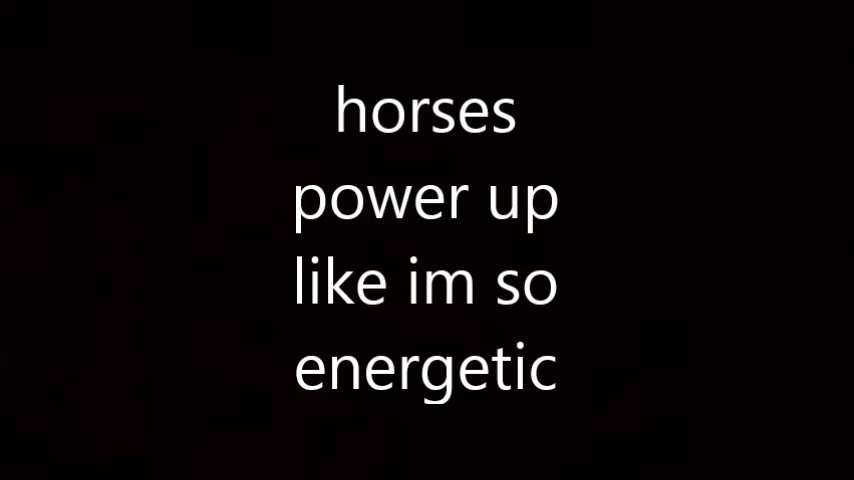 horses
power up
like im so
energetic